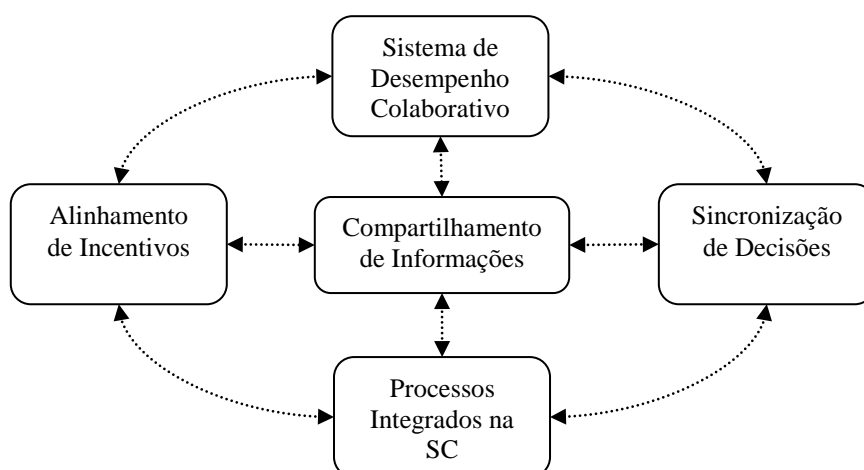 Sistema de
Desempenho
Colaborativo
Alinhamento
de Incentivos
Compartilhamento
de Informações
Sincronização
de Decisões
Processos
Integrados na
SC